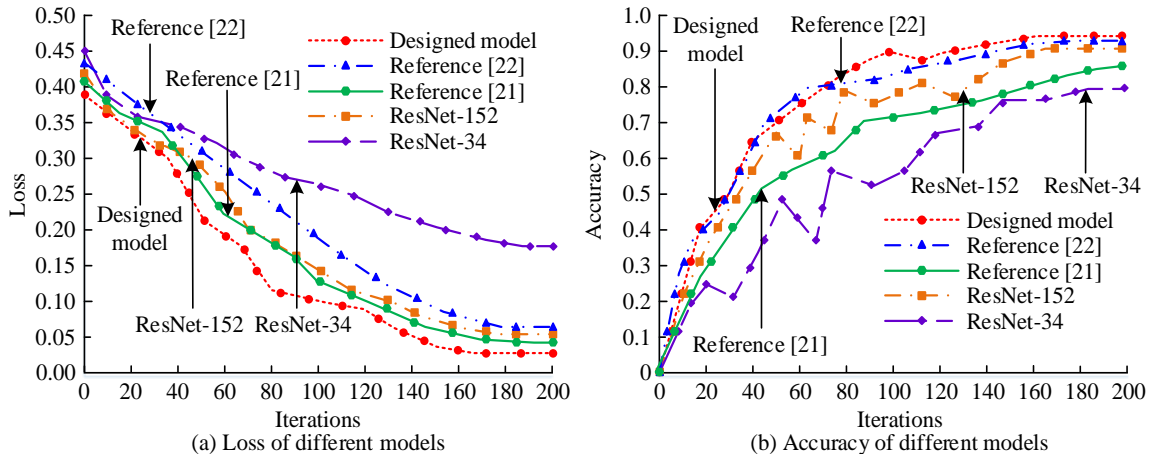 Reference [22]
Reference [21]
Designed model
Reference [22]
Reference [21]
ResNet-152
ResNet-34
Designed
model
ResNet-152
ResNet-34
0.50
0.45
0.40
0.35
0.30
0.25
0.20
0.15
0.10
0.05
0.00
Loss
0 20 40 60 80 100 120 140 160 180 200
Iterations
(a) Loss of different models
Reference [22]
Designed
model
ResNet-152
ResNet-34
Reference [21]
Designed model
Reference [22]
Reference [21]
ResNet-152
ResNet-34
1.0
0.9
0.8
0.7
0.6
0.5
0.4
0.3
0.2
0.1
0
Accuracy
0 20 40 60 80 100 120 140 160 180 200
Iterations
(b) Accuracy of different models